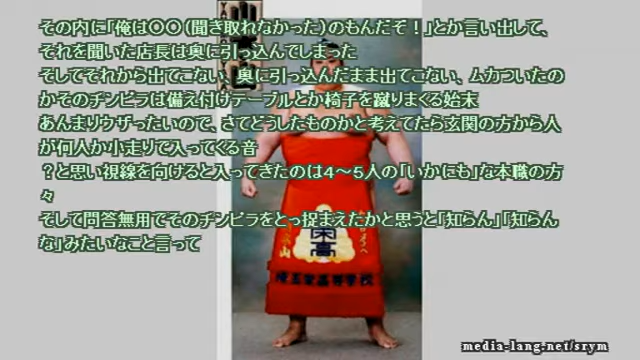 その内に「俺は○○（聞き取れなかった）のもんだぞ！」とか言い出して、
それを聞いた店長は奥に引っ込んでしまった
そしてそれから出てこない、奥に引っ込んだまま出てこない、ムカついたの
かそのヂンピラは備え付けテーブルとか椅子を蹴りまくる始末
あんまりウザったいので、さてどうしたものかと考えてたら玄関の方から人
が何人か小走りで入ってくる音
？と思い視線を向けると入ってきたのは4～5人の「いかにも」な本職の方
々
そして問答無用でそのヂンピラをとっ捉まえたかと思うと「知らん」「知らん
な」みたいなこと言って
栄高
埼玉栄高等学校
media-lang.net/srym